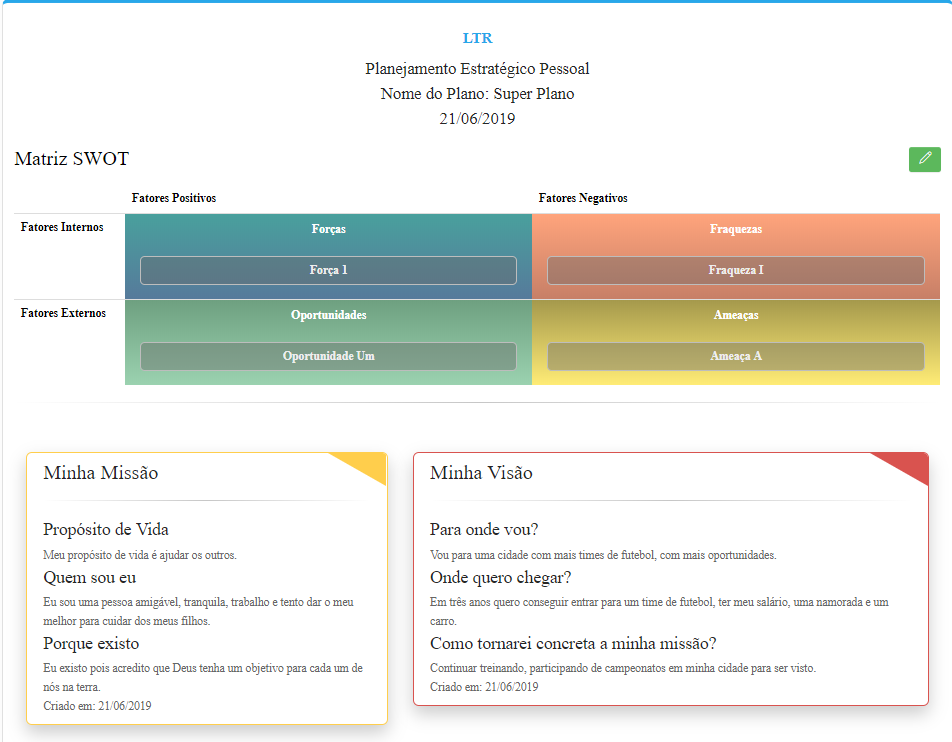 LTR
Planejamento Estratégico Pessoal
Nome do Plano: Super Plano
21/06/2019
Matriz SWOT
Fatores Positivos
Fatores Negativos
Fatores Internos
Forças
Fraquezas
Força 1
Fraqueza I
Fatores Externos
Oportunidades
Ameaças
Oportunidade Um
Ameaça A
Minha Missão
Propósito de Vida
Meu propósito de vida é ajudar os outros.
Quem sou eu
Eu sou uma pessoa amigável, tranquila, trabalho e tento dar o meu
melhor para cuidar dos meus filhos.
Porque existo
Eu existo pois acredito que Deus tenha um objetivo para cada um de
nós na terra.
Criado em: 21/06/2019
Minha Visão
Para onde vou?
Vou para uma cidade com mais times de futebol, com mais oportunidades.
Onde quero chegar?
Em três anos quero conseguir entrar para um time de futebol, ter meu salário, uma namorada e um
carro.
Como tornarei concreta a minha missão?
Continuar treinando, participando de campeonatos em minha cidade para ser visto.
Criado em: 21/06/2019